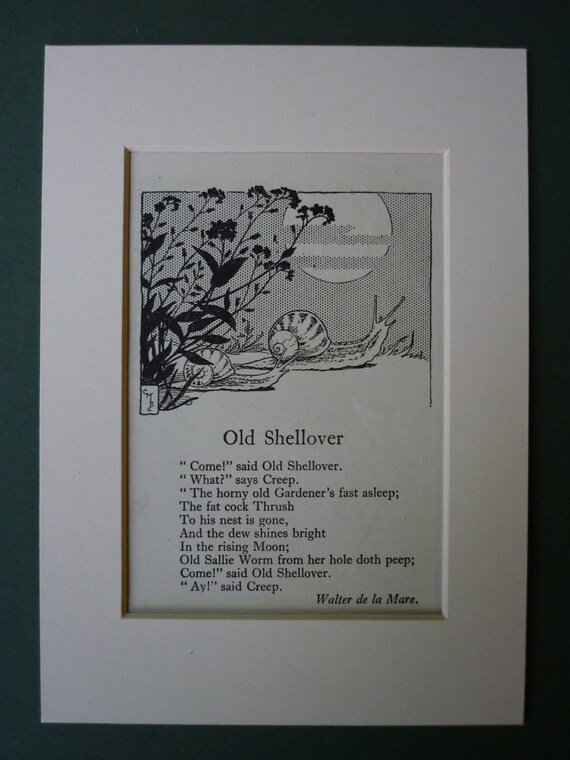 Old Shellover
“ Come!” said Old Shellover.
“ What?” says Creep.
“ The horny old Gardener's fast asleep;
The fat cock Thrush
To his nest is gone,
And the dew shines bright
In the rising Moon;
Old Sallie Worm from her hole doth peep;
Come!” said Old Shellover.
“ Ay!” said Creep.
Walter de la Mare.